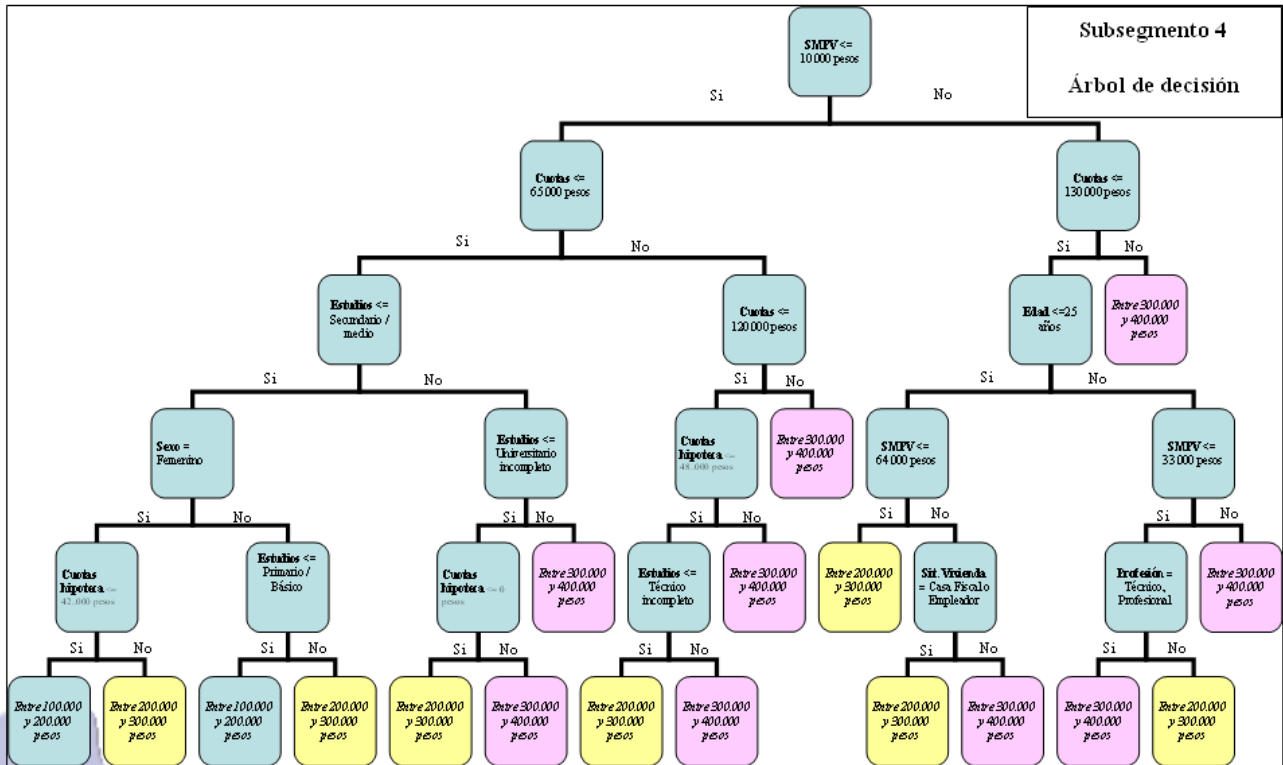 Subsegmento 4
Árbol de decisión
SMPV <=
10 000 pesos
Si
No
Cuotas <=
65 000 pesos
Cuotas <=
130 000 pesos
Si
No
Si
No
Estudios <=
Secundario /
medio
Cuotas <=
120 000 pesos
Edad <=25
años
Entre 300.000
y 400.000
pesos
Si
No
Si
No
Si
No
Sexo =
Femenino
Estudios <=
Universitario
incompleto
Cuotas
hipoteca <=
48..000 pesos
Entre 300.000
y 400.000
pesos
SMPV <=
64 000 pesos
SMPV <=
33 000 pesos
Si
No
Si
No
Si
No
Si
No
Si
No
Cuotas
hipoteca <=
42..000 pesos
Estudios <=
Primario /
Básico
Cuotas
hipoteca <= 0
pesos
Entre 300.000
y 400.000
pesos
Estudios <=
Técnico
incompleto
Entre 300.000
y 400.000
pesos
Entre 200.000
y 300.000
pesos
Sit. Vivienda
= Casa Fiscal o
Empleador
Profesión =
Técnico,
Profesional
Entre 300.000
y 400.000
pesos
Si
No
Si
No
Si
No
Si
No
Si
No
Si
No
Entre 100.000
y 200.000
pesos
Entre 200.000
y 300.000
pesos
Entre 100.000
y 200.000
pesos
Entre 200.000
y 300.000
pesos
Entre 200.000
y 300.000
pesos
Entre 300.000
y 400.000
pesos
Entre 200.000
y 300.000
pesos
Entre 300.000
y 400.000
pesos
Entre 200.000
y 300.000
pesos
Entre 300.000
y 400.000
pesos
Entre 300.000
y 400.000
pesos
Entre 200.000
y 300.000
pesos